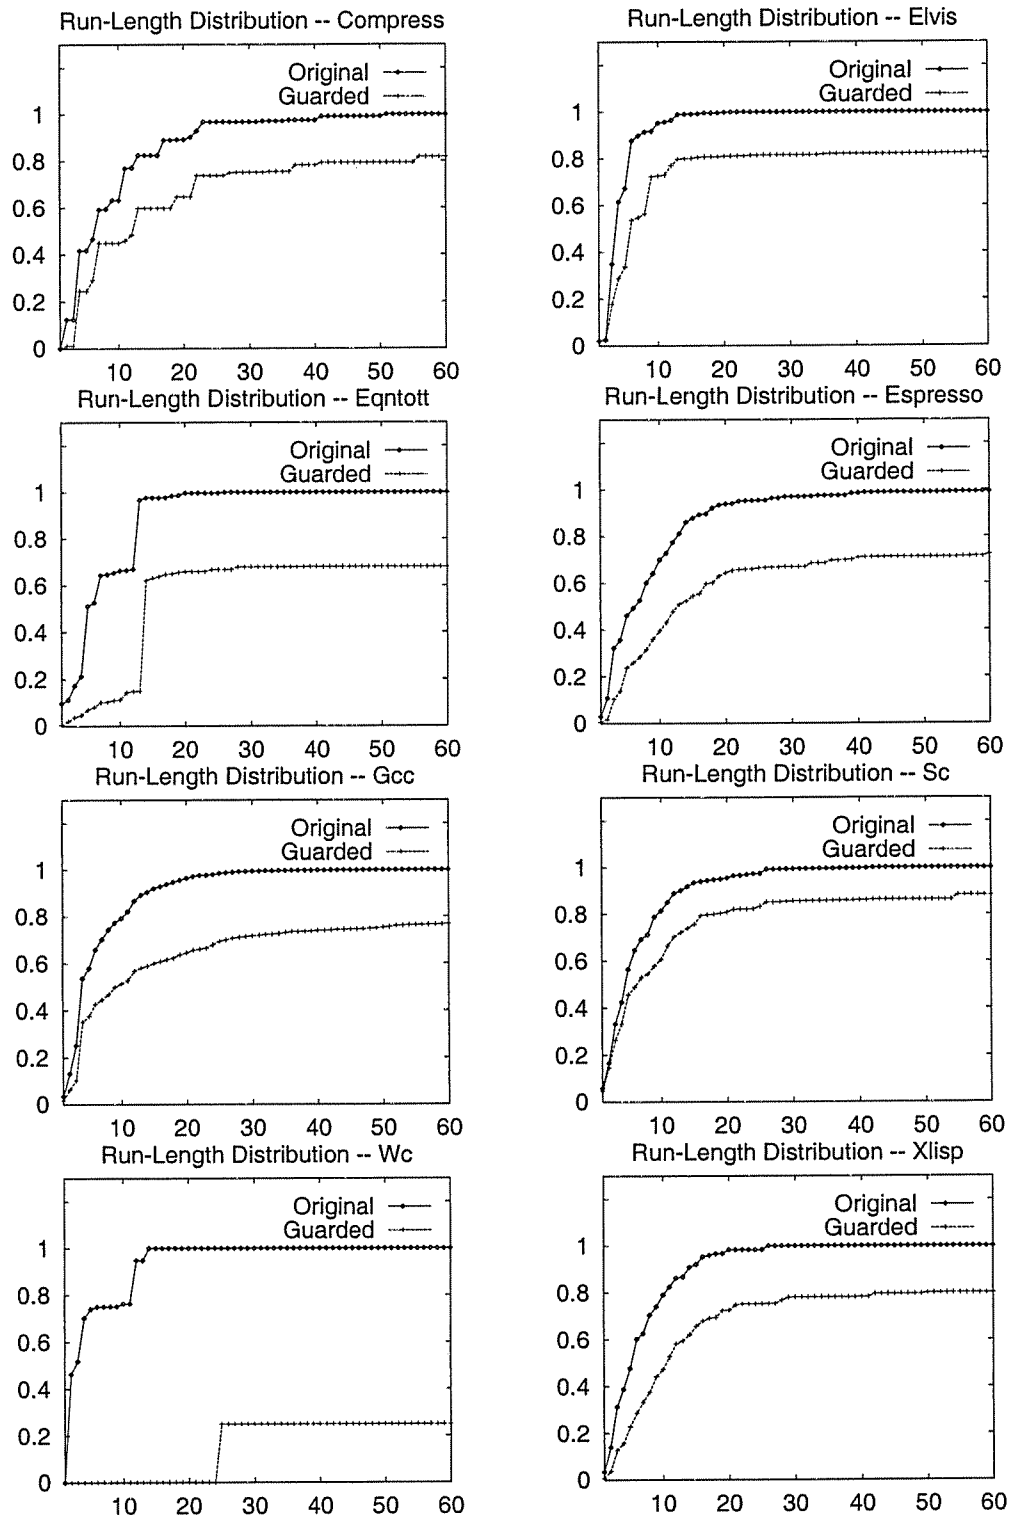 Run-Length Distribution -- Compress
Original
Guarded
1
0.8
0.6
0.4
0.2
0
10 20 30 40 50 60
Run-Length Distribution -- Elvis
Original
Guarded
1
0.8
0.6
0.4
0.2
0
10 20 30 40 50 60
Run-Length Distribution -- Eqntott
Original
Guarded
1
0.8
0.6
0.4
0.2
0
10 20 30 40 50 60
Run-Length Distribution -- Espresso
Original
Guarded
1
0.8
0.6
0.4
0.2
0
10 20 30 40 50 60
Run-Length Distribution -- Gcc
Original
Guarded
1
0.8
0.6
0.4
0.2
0
10 20 30 40 50 60
Run-Length Distribution -- Sc
Original
Guarded
1
0.8
0.6
0.4
0.2
0
10 20 30 40 50 60
Run-Length Distribution -- Wc
Original
Guarded
1
0.8
0.6
0.4
0.2
0
10 20 30 40 50 60
Run-Length Distribution -- Xlisp
Original
Guarded
1
0.8
0.6
0.4
0.2
0
10 20 30 40 50 60